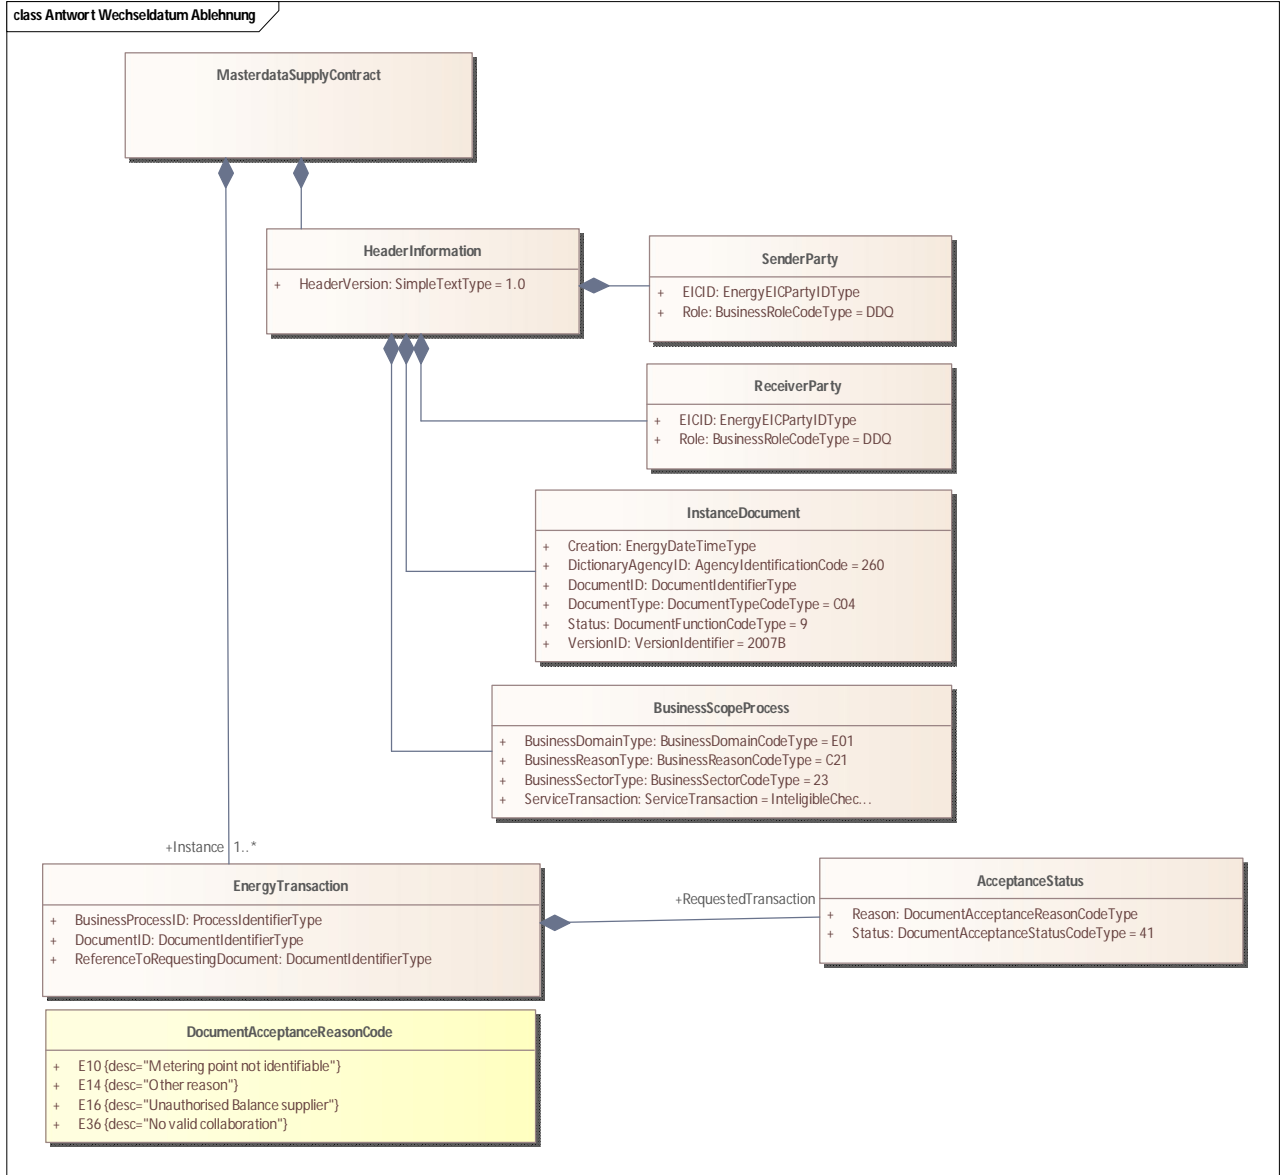 class Antwort Wechseldatum Ablehnung
MasterdataSupplyContract
HeaderInformation
+ HeaderVersion: SimpleTextType = 1.0
SenderParty
+ EICID: EnergyEICPartyIDType
+ Role: BusinessRoleCodeType = DDQ
ReceiverParty
+ EICID: EnergyEICPartyIDType
+ Role: BusinessRoleCodeType = DDQ
InstanceDocument
+ Creation: EnergyDateTimeType
+ DictionaryAgencyID: AgencyIdentificationCode = 260
+ DocumentID: DocumentIdentifierType
+ DocumentType: DocumentTypeCodeType = C04
+ Status: DocumentFunctionCodeType = 9
+ VersionID: VersionIdentifier = 2007B
BusinessScopeProcess
+ BusinessDomainType: BusinessDomainCodeType = E01
+ BusinessReasonType: BusinessReasonCodeType = C21
+ BusinessSectorType: BusinessSectorCodeType = 23
+ ServiceTransaction: ServiceTransaction = InteligibleChec...
+Instance 1..*
EnergyTransaction
+ BusinessProcessID: ProcessIdentifierType
+ DocumentID: DocumentIdentifierType
+ ReferenceToRequestingDocument: DocumentIdentifierType
+RequestedTransaction
AcceptanceStatus
+ Reason: DocumentAcceptanceReasonCodeType
+ Status: DocumentAcceptanceStatusCodeType = 41
DocumentAcceptanceReasonCode
+ E10 {desc="Metering point not identifiable"}
+ E14 {desc="Other reason"}
+ E16 {desc="Unauthorised Balance supplier"}
+ E36 {desc="No valid collaboration"}